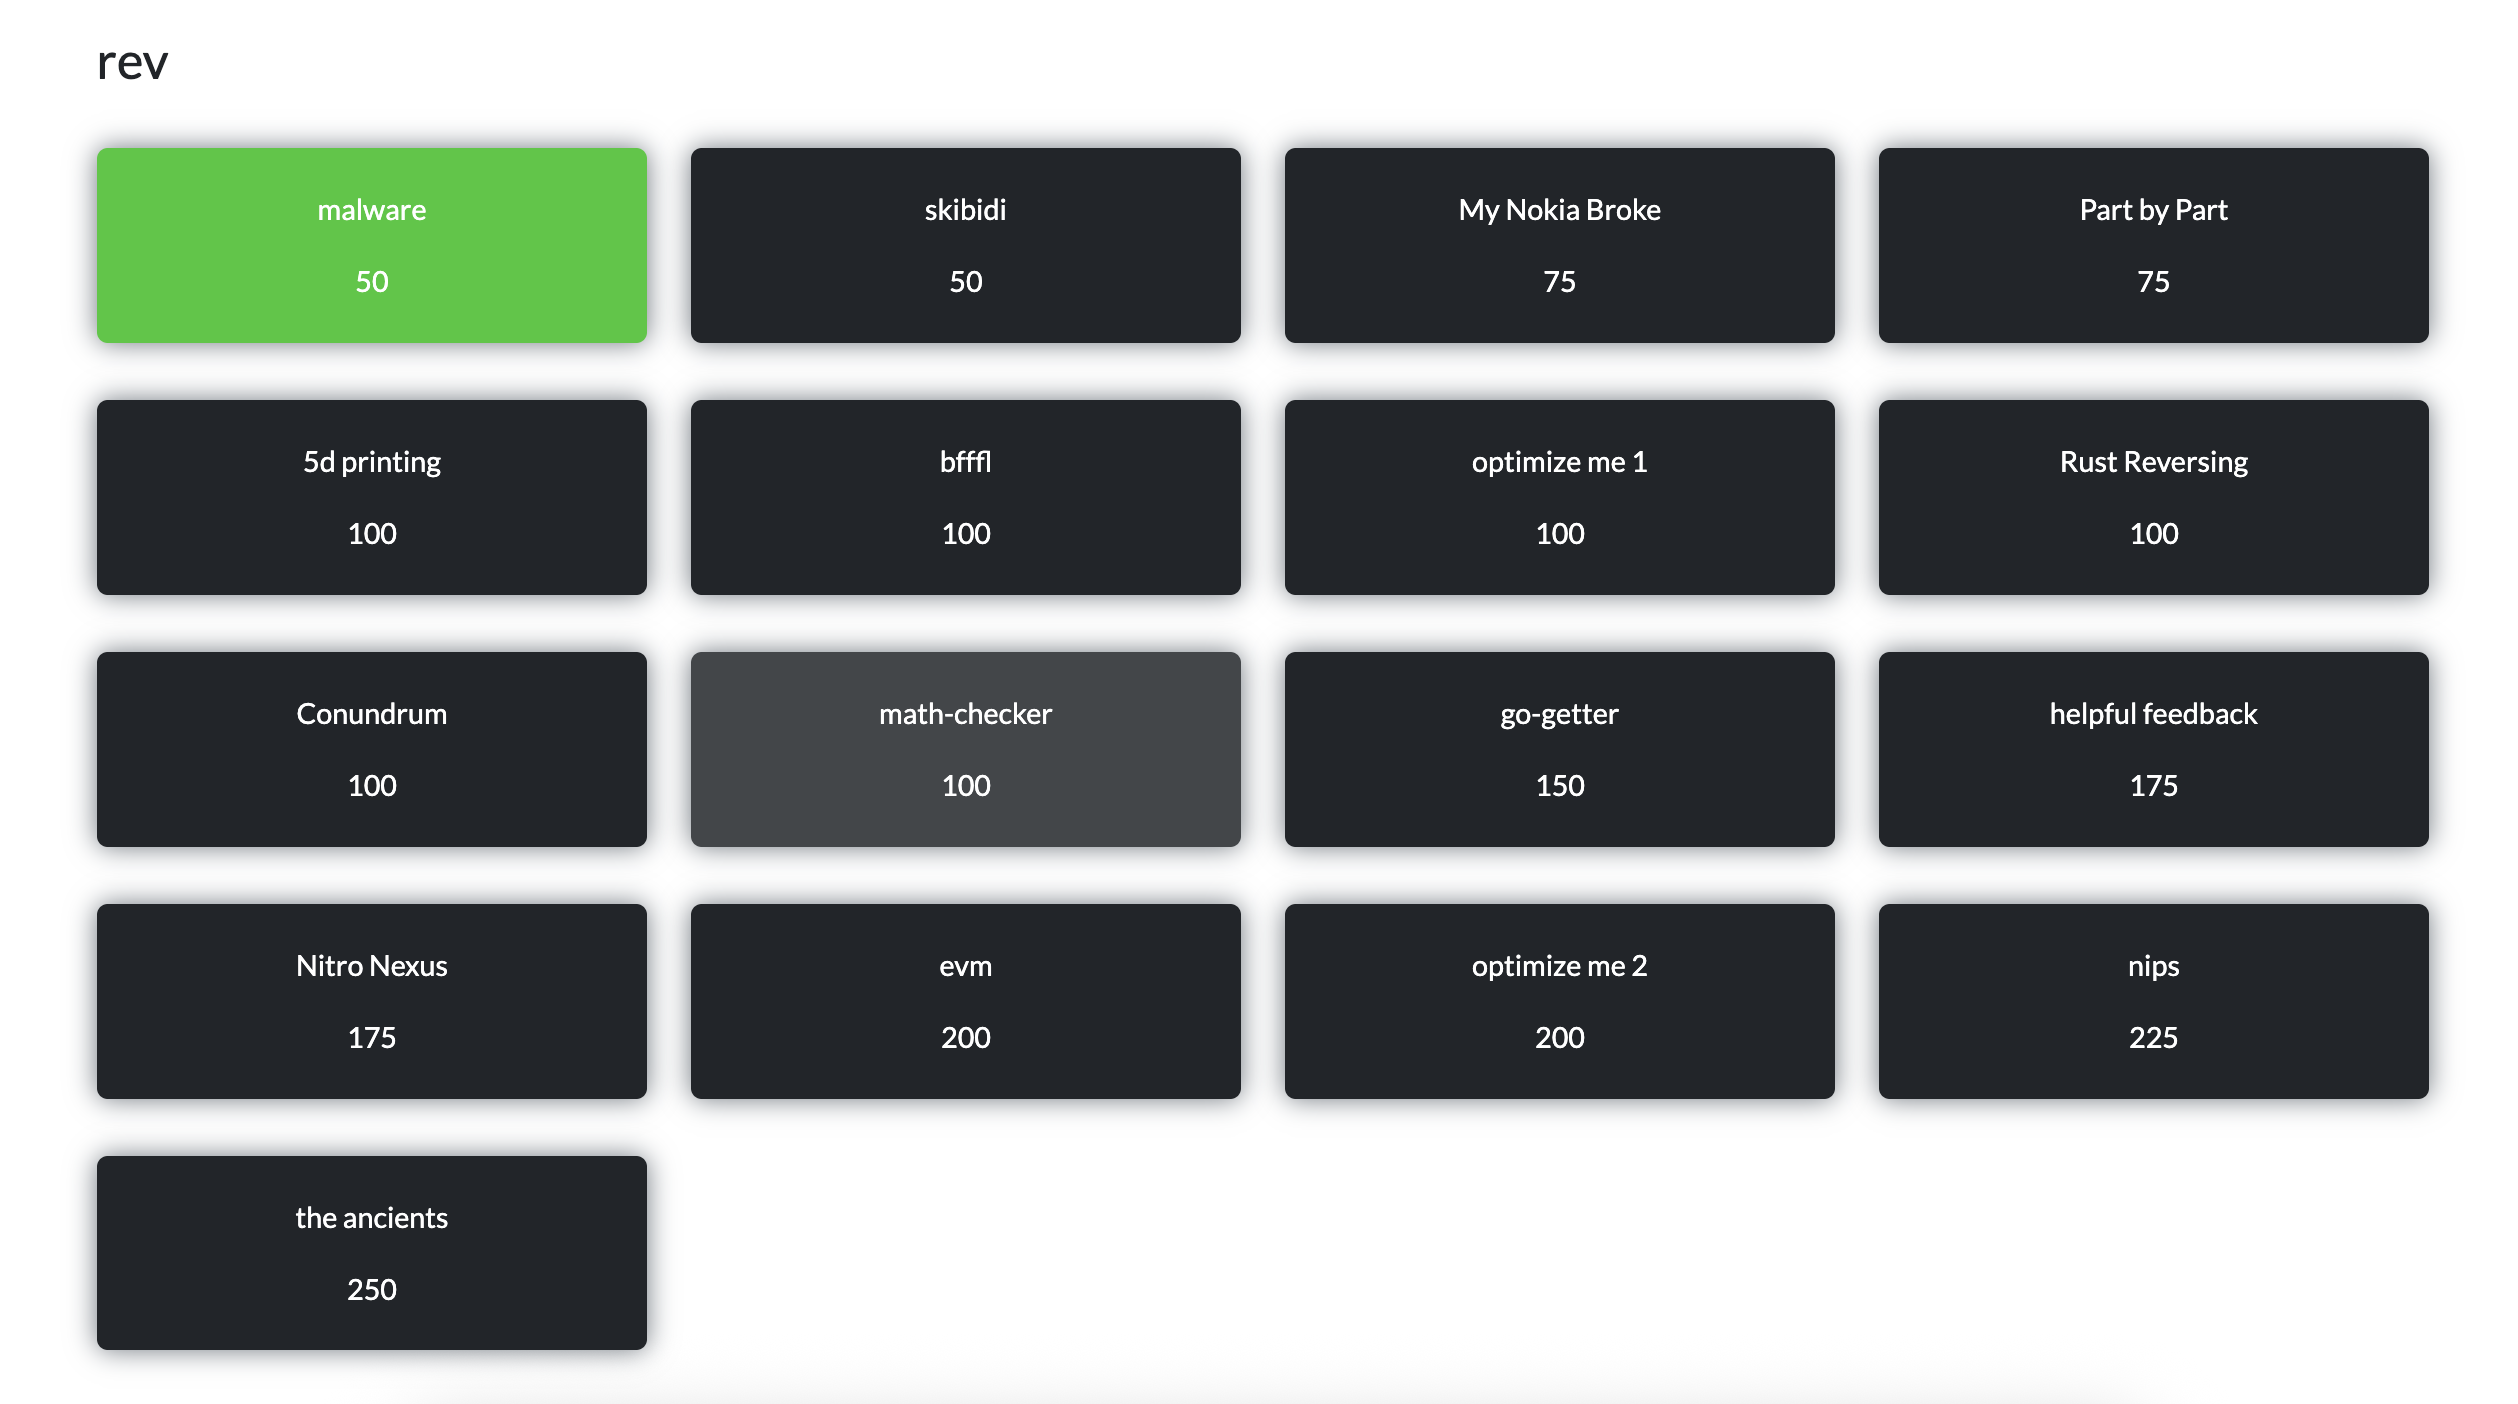 rev
malware
50
skibidi
50
My Nokia Broke
75
Part by Part
75
5d printing
100
bfffl
100
optimize me 1
100
Rust Reversing
100
Conundrum
100
math-checker
100
go-getter
150
helpful feedback
175
Nitro Nexus
175
evm
200
optimize me 2
200
nips
225
the ancients
250